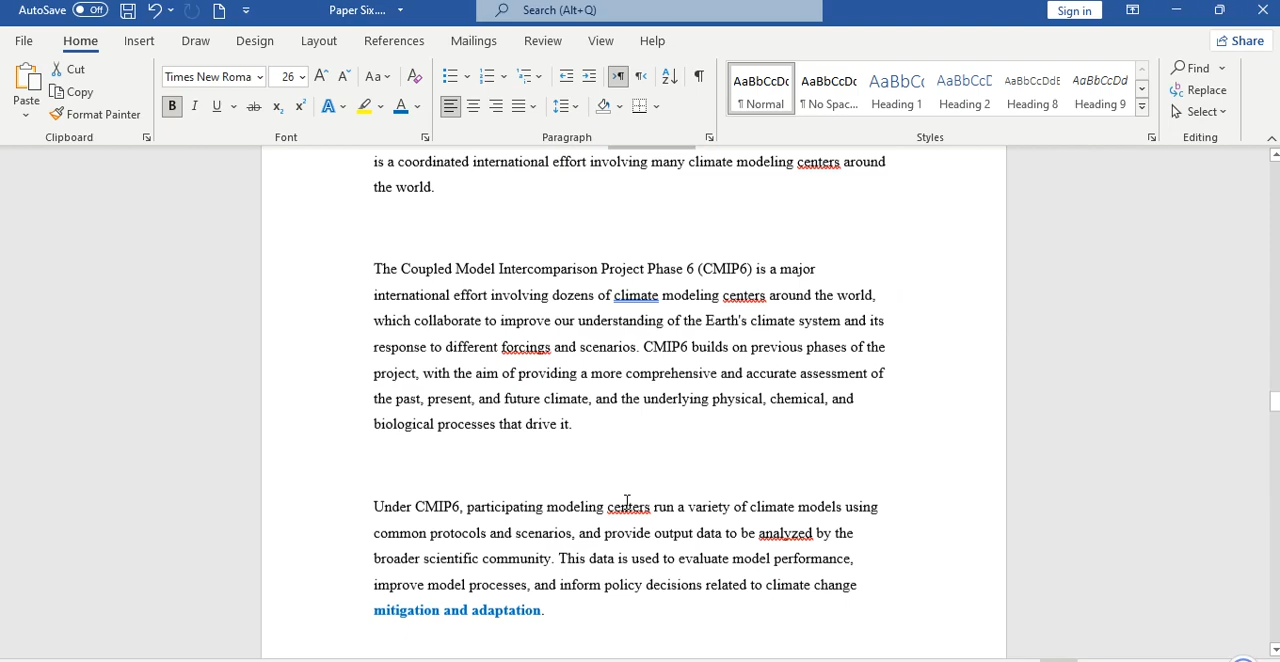 AutoSave Off Paper Six.... Search (Alt+Q) Sign in
File Home Insert Draw Design Layout References Mailings Review View Help Share
Paste Cut Copy Format Painter
Times New Roma 26 A A Aa A
B I U ab x₂ x² A A
AaBbCcDc AaBbCcDc AaBbCc AaBbCcD AaBbCcDdE AaBbCcDd
¶ Normal ¶ No Spac... Heading 1 Heading 2 Heading 8 Heading 9
Find Replace Select
Clipboard Font Paragraph Styles Editing
is a coordinated international effort involving many climate modeling centers around
the world.
The Coupled Model Intercomparison Project Phase 6 (CMIP6) is a major
international effort involving dozens of climate modeling centers around the world,
which collaborate to improve our understanding of the Earth's climate system and its
response to different forcings and scenarios. CMIP6 builds on previous phases of the
project, with the aim of providing a more comprehensive and accurate assessment of
the past, present, and future climate, and the underlying physical, chemical, and
biological processes that drive it.
Under CMIP6, participating modeling centers run a variety of climate models using
common protocols and scenarios, and provide output data to be analyzed by the
broader scientific community. This data is used to evaluate model performance,
improve model processes, and inform policy decisions related to climate change
mitigation and adaptation.